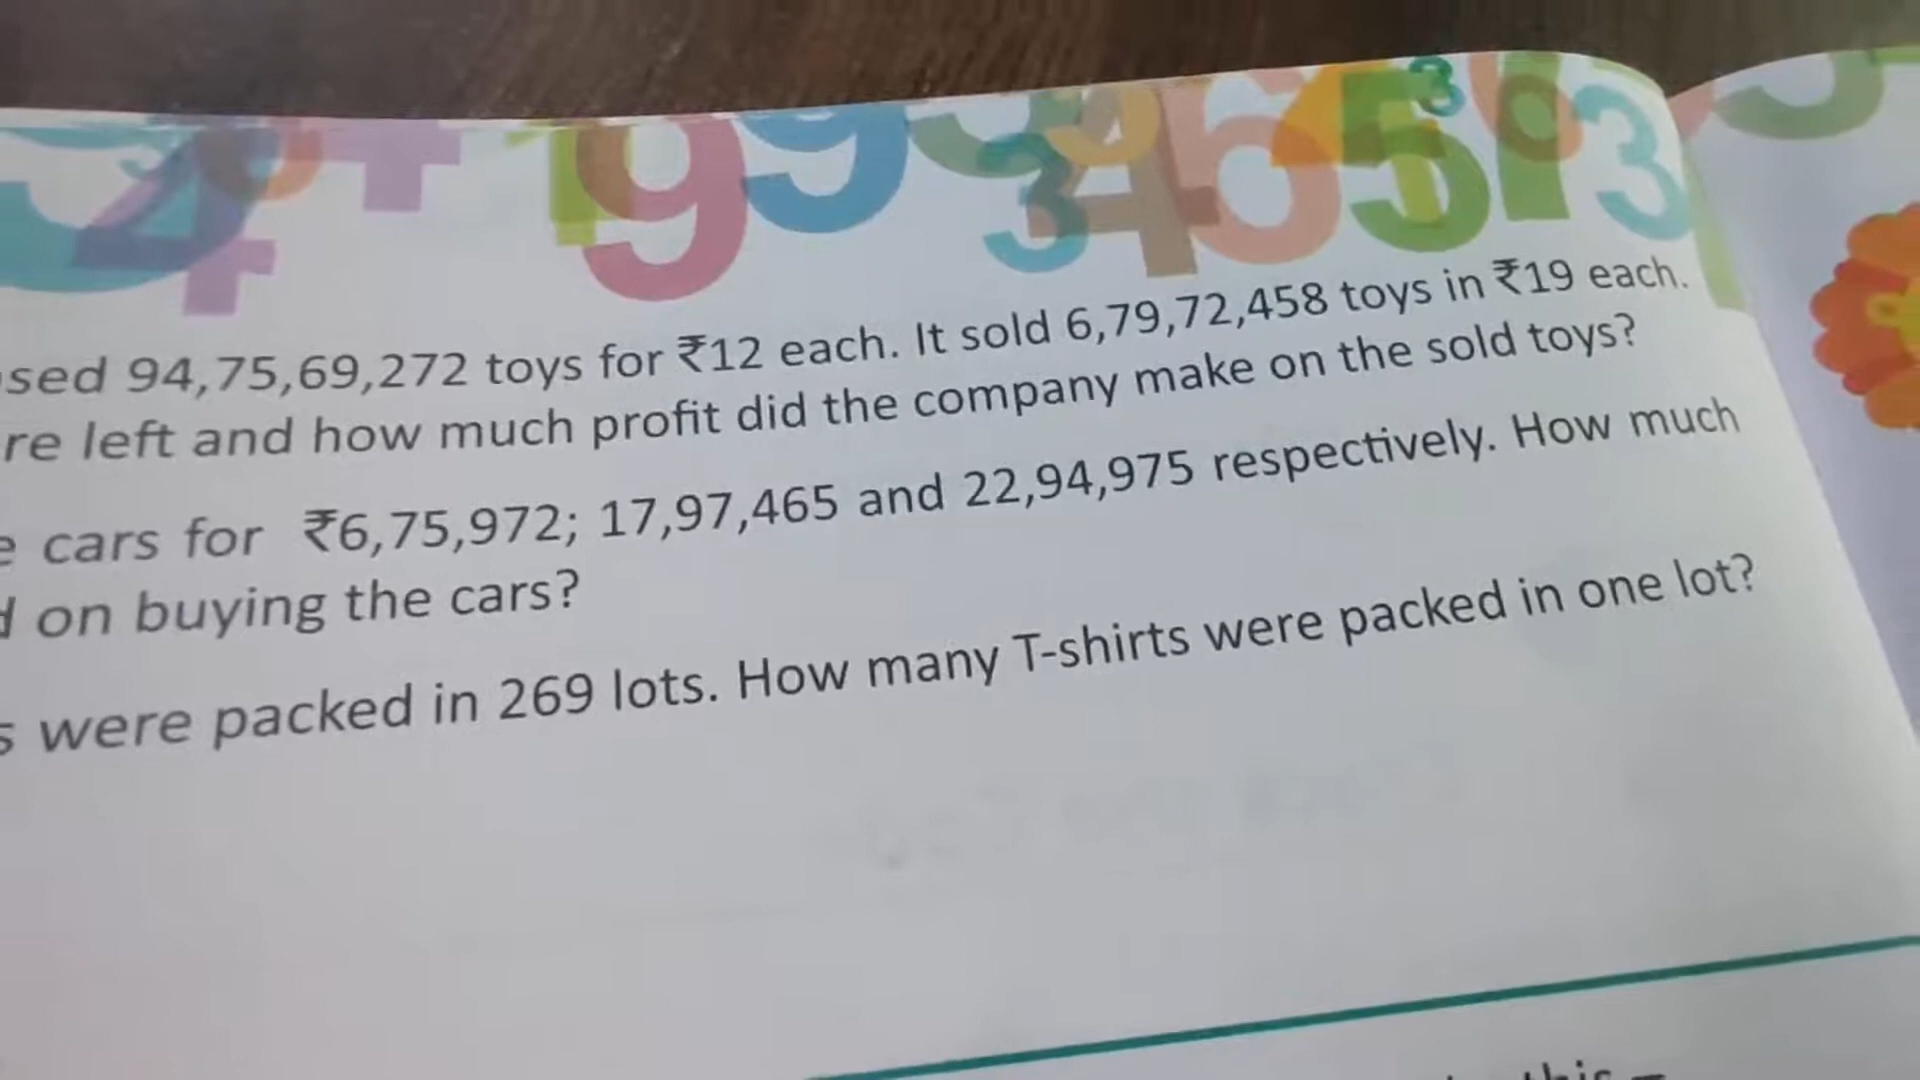 sed 94,75,69,272 toys for ₹12 each. It sold 6,79,72,458 toys in ₹19 each.
re left and how much profit did the company make on the sold toys?
cars for ₹6,75,972; 17,97,465 and 22,94,975 respectively. How much
on buying the cars?
s were packed in 269 lots. How many T-shirts were packed in one lot?